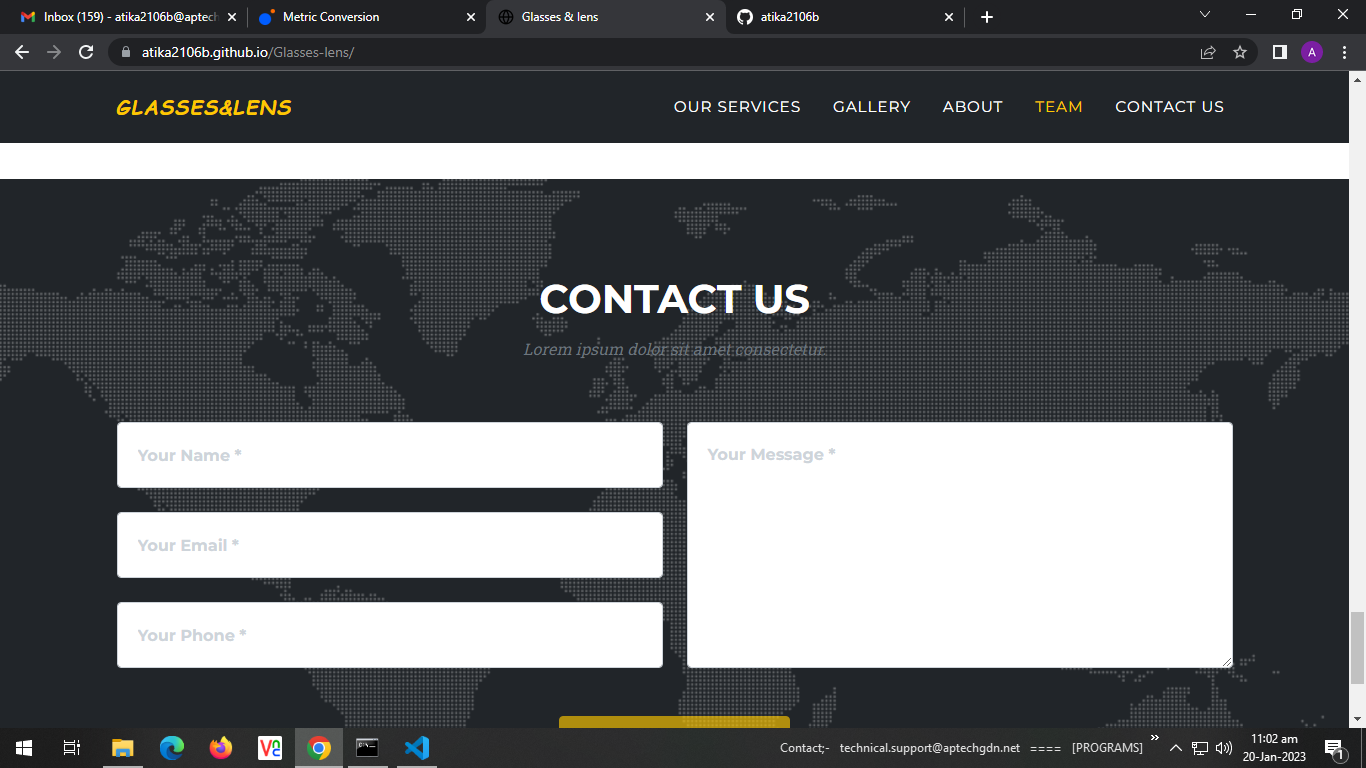 Inbox (159) - atika2106b@aptech
Metric Conversion
Glasses & lens
atika2106b
atika2106b.github.io/Glasses-lens/
A
GLASSES&LENS
OUR SERVICES
GALLERY
ABOUT
TEAM
CONTACT US
CONTACT US
Lorem ipsum dolor sit amet consectetur.
Your Name *
Your Message *
Your Email *
Your Phone *
Contact;- technical.support@aptechgdn.net ==== [PROGRAMS]
11:02 am
20-Jan-2023
1